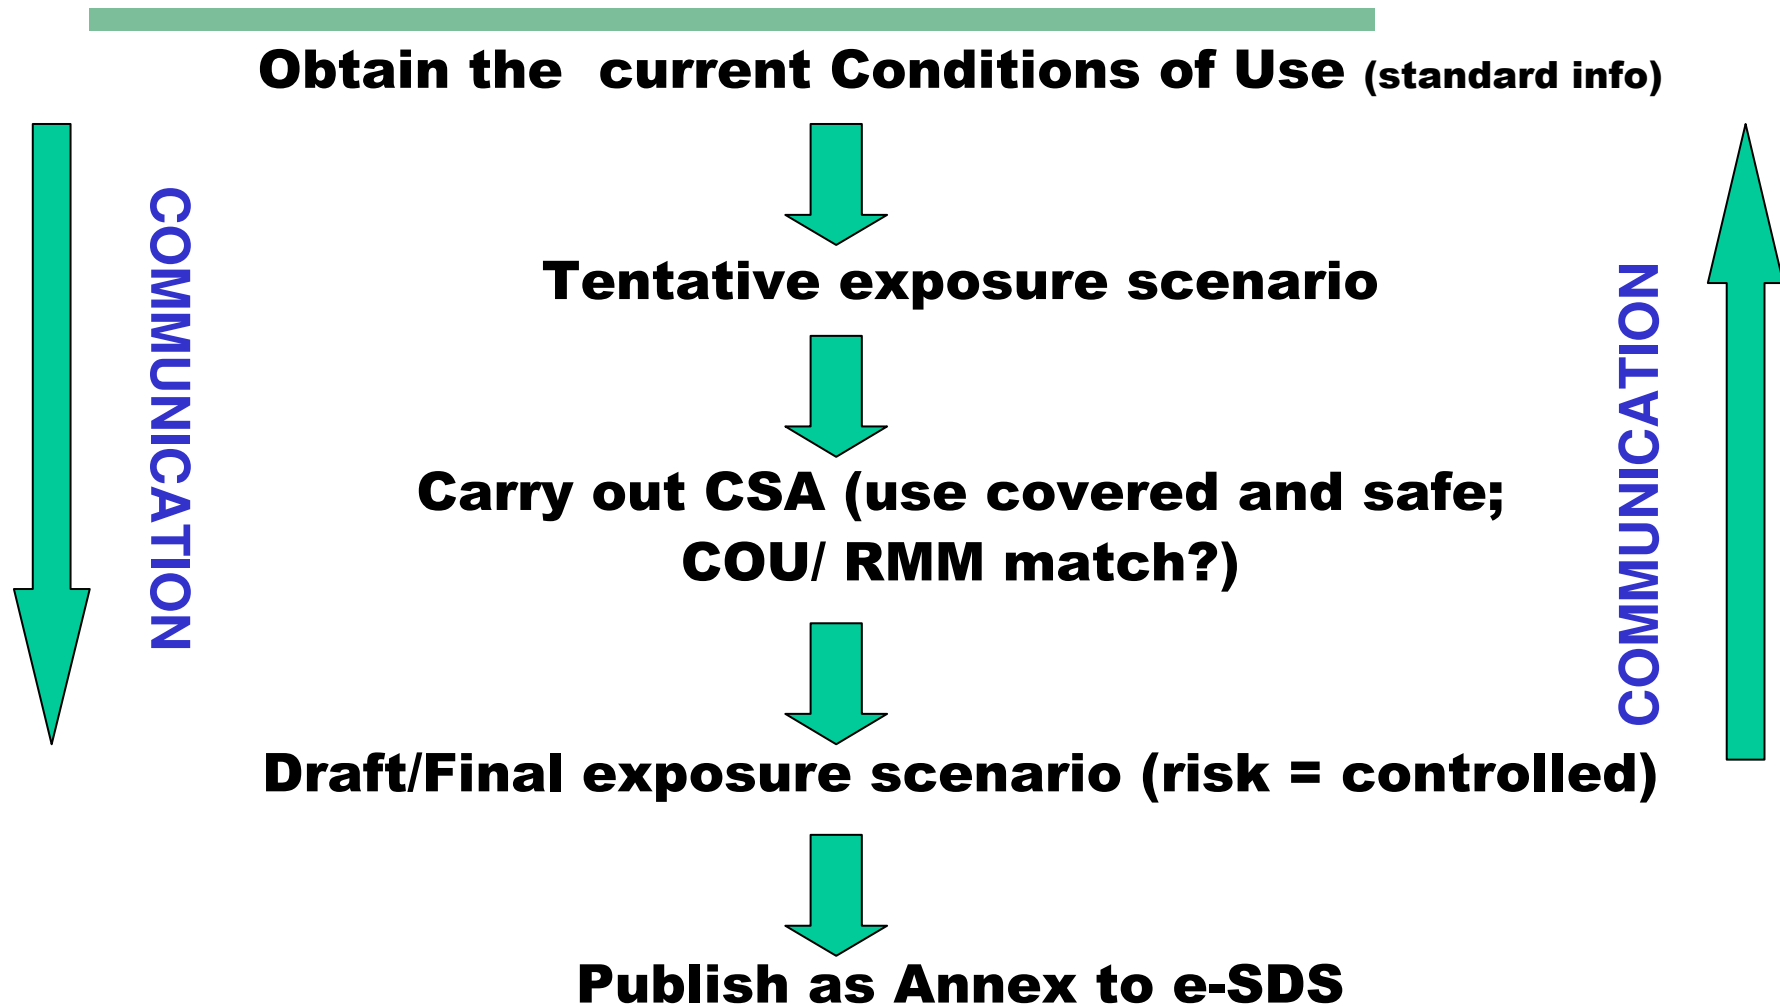 Obtain the current Conditions of Use (standard info)
COMMUNICATION
Tentative exposure scenario
COMMUNICATION
Carry out CSA (use covered and safe;
COU/ RMM match?)
Draft/Final exposure scenario (risk = controlled)
Publish as Annex to e-SDS